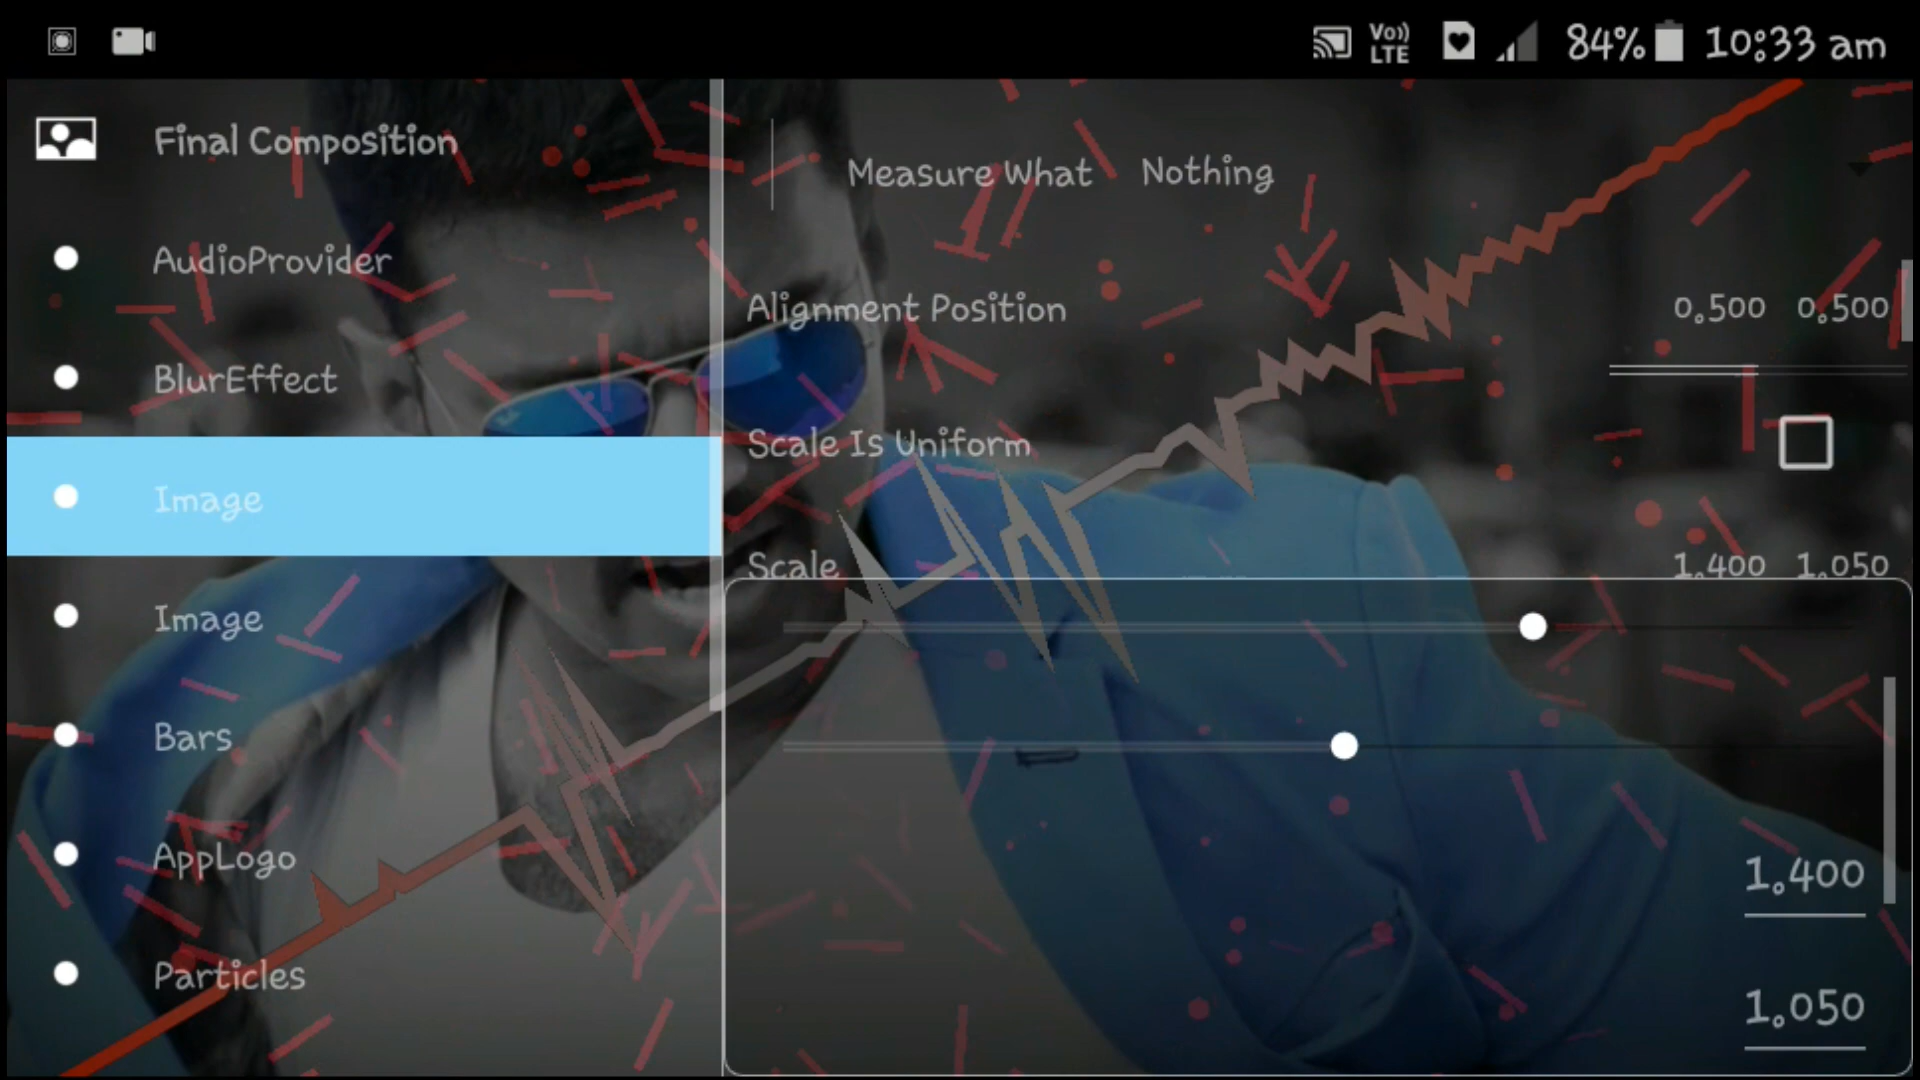 Vo)) LTE 84% 10:33 am
Final Composition
AudioProvider
BlurEffect
Image
Image
Bars
AppLogo
Particles
Measure What Nothing
Alignment Position 0.500 0.500
Scale Is Uniform
Scale 1.400 1.050
1.400
1.050